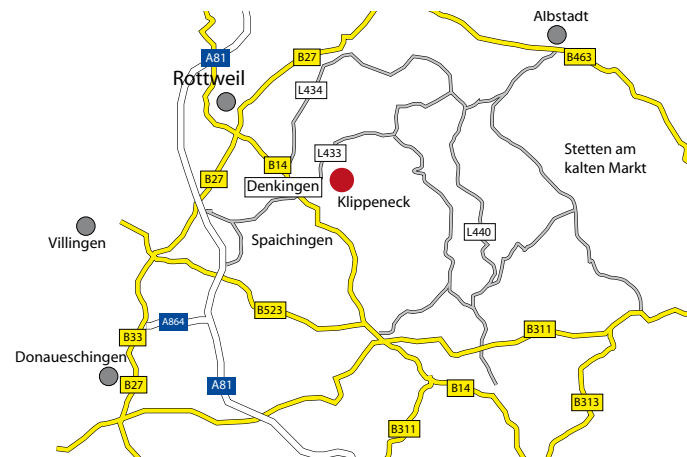 Albstadt
A81
B27
B463
Rottweil
L434
Stetten am
kalten Markt
L433
B14
B27
Denkingen
Klippeneck
Villingen
Spaichingen
L440
B523
A864
B311
B33
Donaueschingen
B27
A81
B14
B313
B311